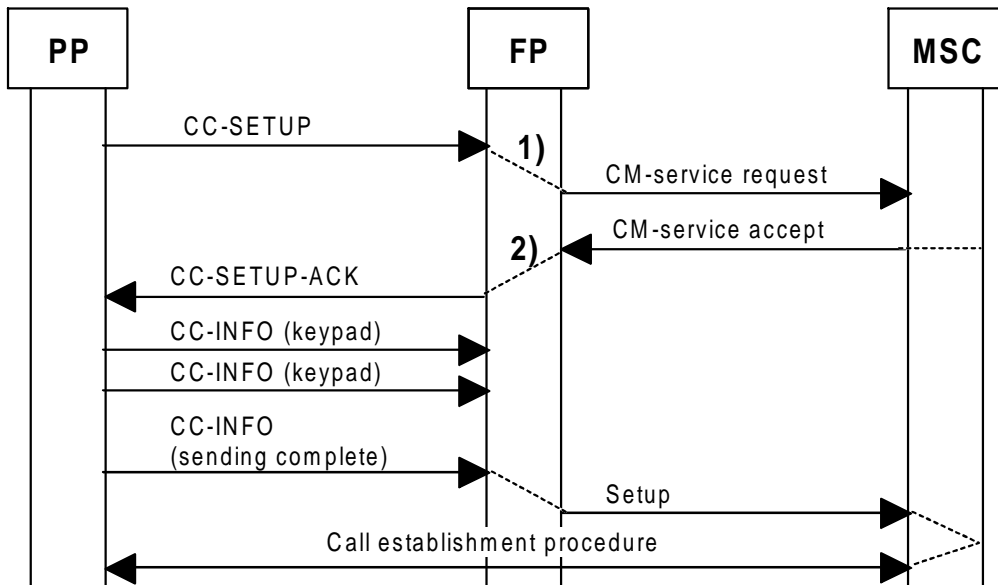 PP
FP
MSC
CC-SETUP
1)
CM-service request
CM-service accept
2)
CC-SETUP-ACK
CC-INFO (keypad)
CC-INFO (keypad)
CC-INFO
(sending complete)
Setup
Call establishment procedure